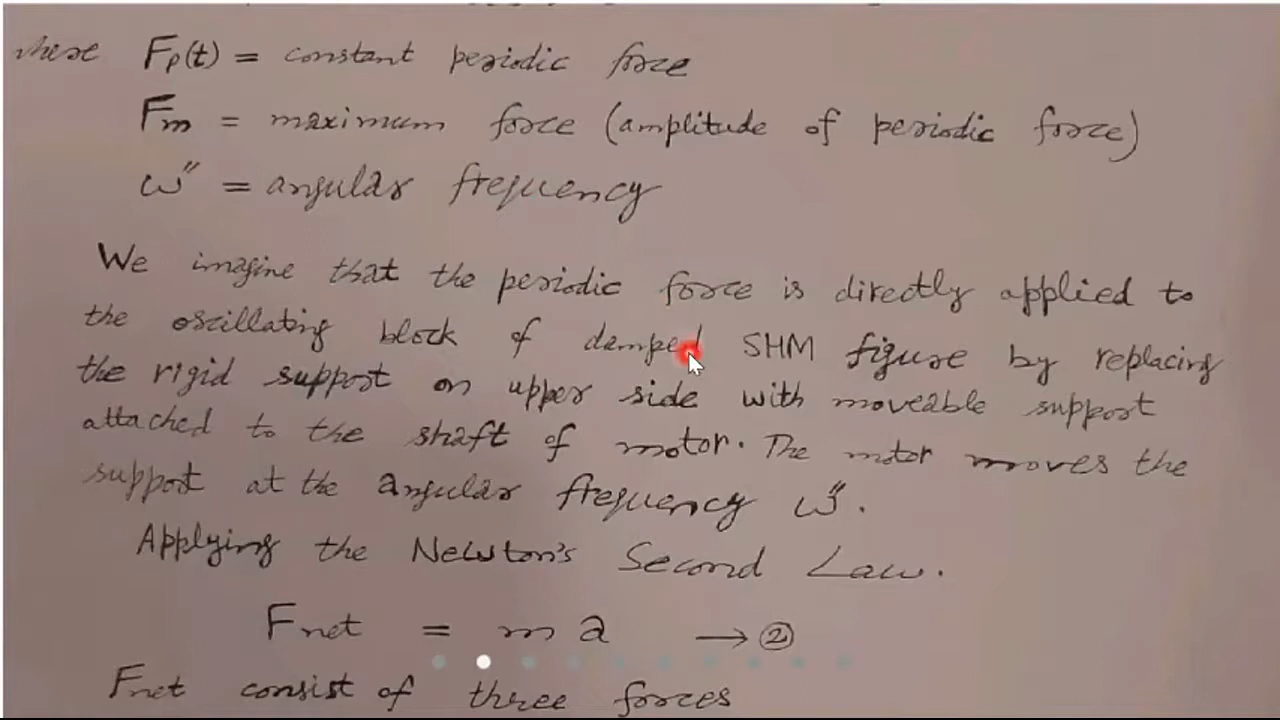 where Fp(t) = constant periodic force
Fm = maximum force (amplitude of periodic force)
ω" = angular frequency
We imagine that the periodic force is directly applied to
the oscillating block of damped SHM figure by replacing
the rigid support on upper side with moveable support
attached to the shaft of motor. The motor moves the
support at the angular frequency ω".
Applying the Newton's Second Law.
Fnet = ma → ②
Fnet consist of three forces